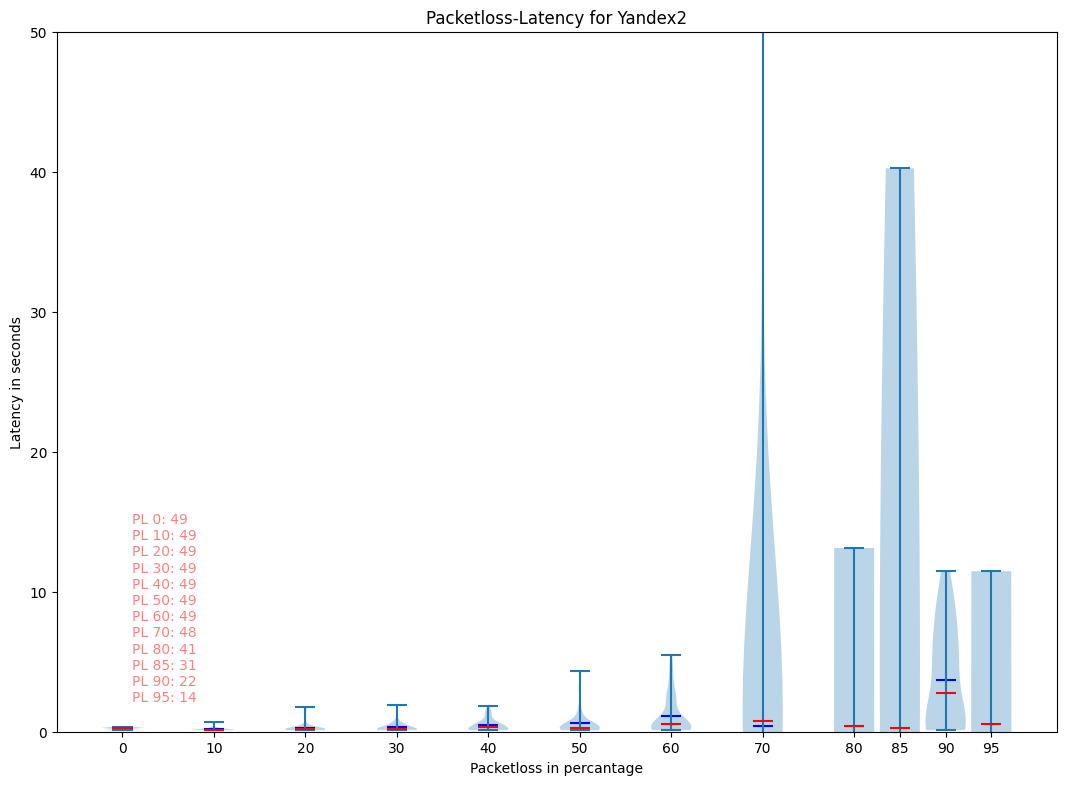 Packetloss-Latency for Yandex2
50
40
30
20
10
0
Latency in seconds
PL 0: 49
PL 10: 49
PL 20: 49
PL 30: 49
PL 40: 49
PL 50: 49
PL 60: 49
PL 70: 48
PL 80: 41
PL 85: 31
PL 90: 22
PL 95: 14
0 10 20 30 40 50 60 70 80 85 90 95
Packetloss in percantage